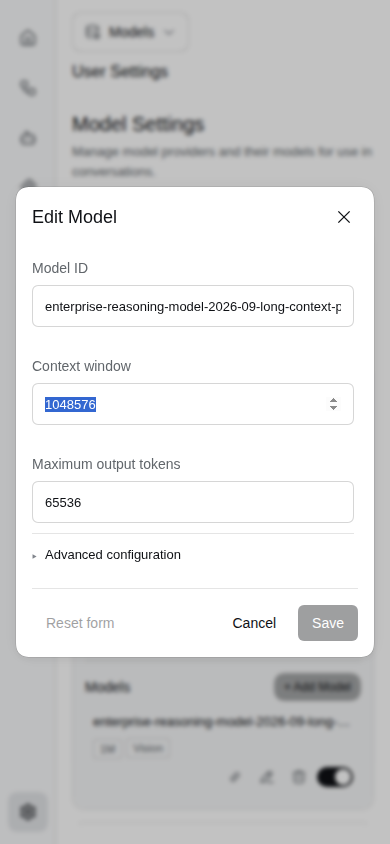 Models
User Settings
Model Settings
Manage model providers and their models for use in
conversations.
Edit Model
Model ID
enterprise-reasoning-model-2026-09-long-context-p
Context window
1048576
Maximum output tokens
65536
Advanced configuration
Reset form
Cancel
Save
Models
+ Add Model
enterprise-reasoning-model-2026-09-long-...
Vision